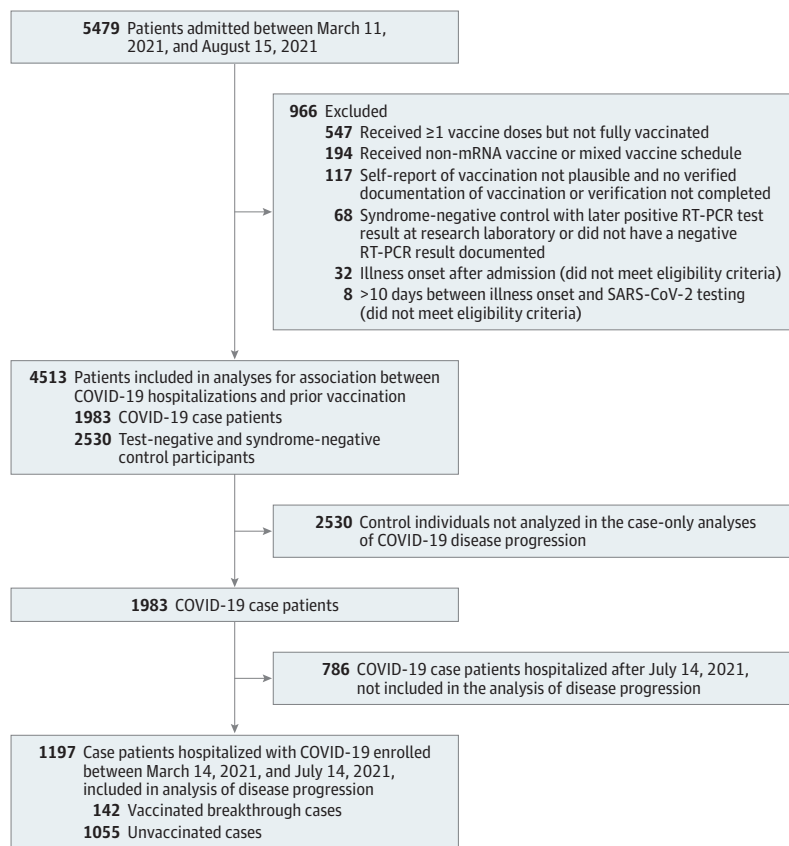 5479 Patients admitted between March 11,
2021, and August 15, 2021
966 Excluded
547 Received ≥1 vaccine doses but not fully vaccinated
194 Received non-mRNA vaccine or mixed vaccine schedule
117 Self-report of vaccination not plausible and no verified
documentation of vaccination or verification not completed
68 Syndrome-negative control with later positive RT-PCR test
result at research laboratory or did not have a negative
RT-PCR result documented
32 Illness onset after admission (did not meet eligibility criteria)
8 >10 days between illness onset and SARS-CoV-2 testing
(did not meet eligibility criteria)
4513 Patients included in analyses for association between
COVID-19 hospitalizations and prior vaccination
1983 COVID-19 case patients
2530 Test-negative and syndrome-negative
control participants
2530 Control individuals not analyzed in the case-only analyses
of COVID-19 disease progression
1983 COVID-19 case patients
786 COVID-19 case patients hospitalized after July 14, 2021,
not included in the analysis of disease progression
1197 Case patients hospitalized with COVID-19 enrolled
between March 14, 2021, and July 14, 2021,
included in analysis of disease progression
142 Vaccinated breakthrough cases
1055 Unvaccinated cases